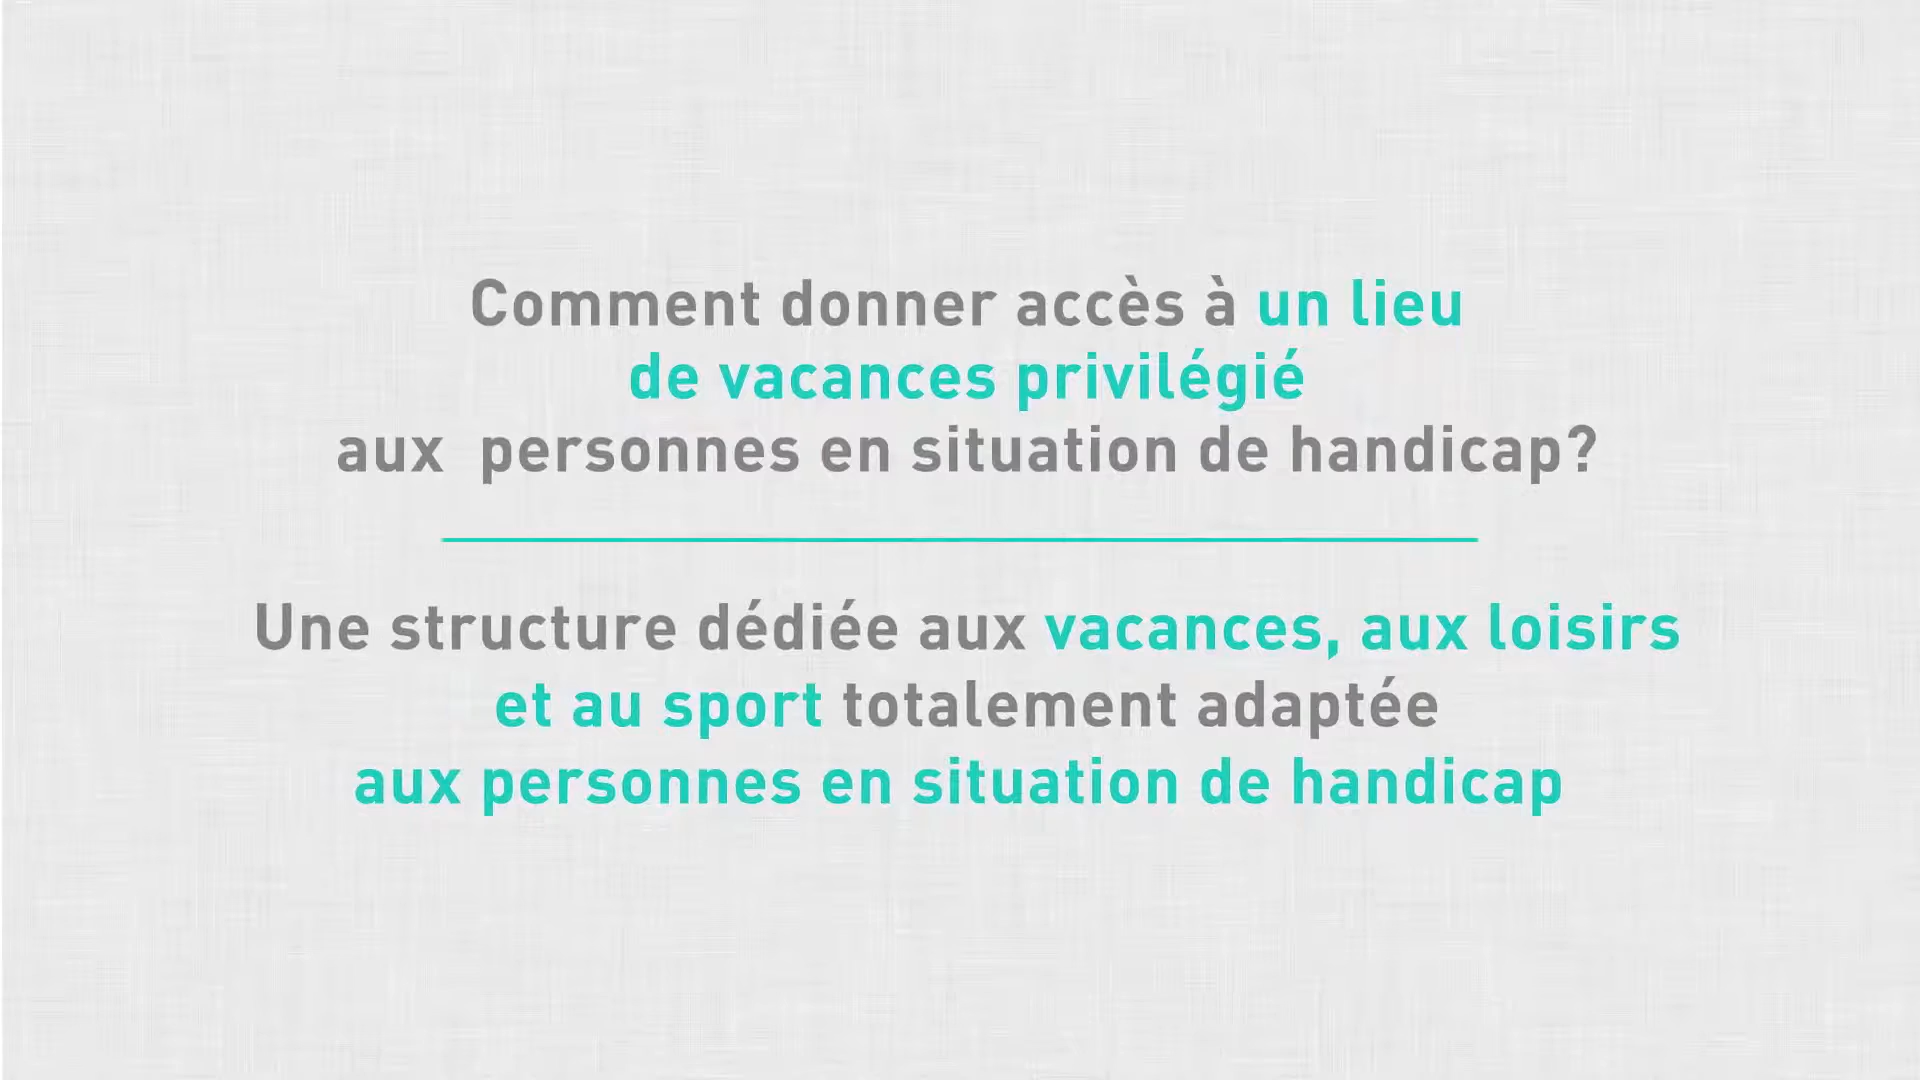 Comment donner accès à un lieu
de vacances privilégié
aux personnes en situation de handicap?
Une structure dédiée aux vacances, aux loisirs
et au sport totalement adaptée
aux personnes en situation de handicap